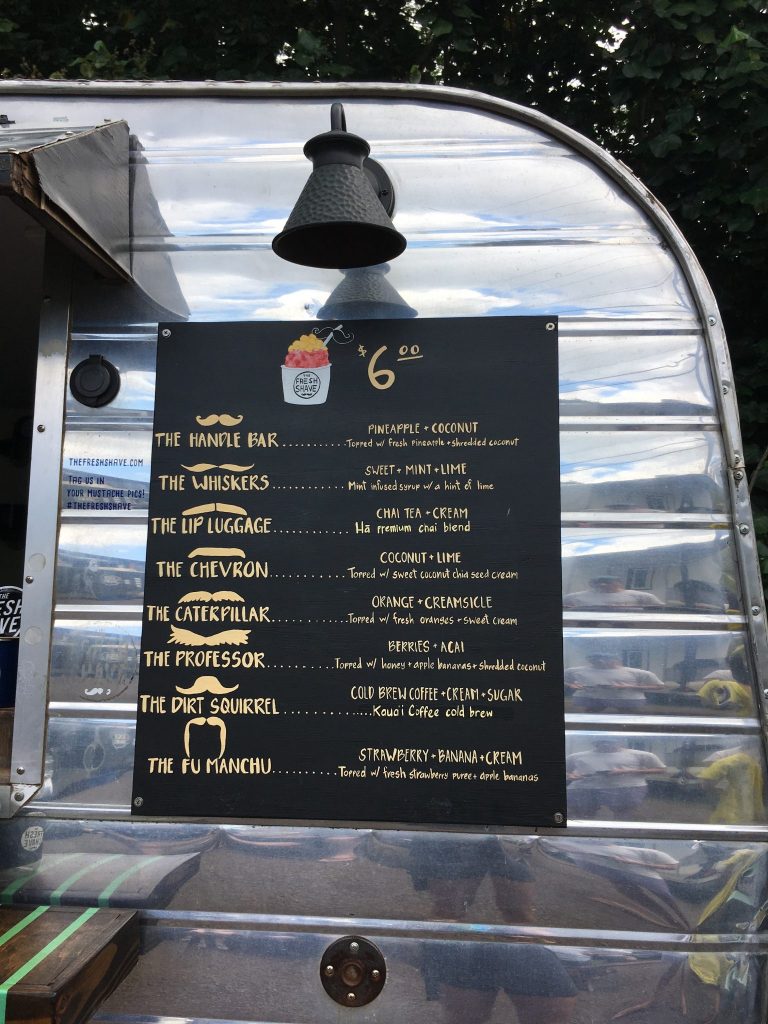 THE FRESH SHAVE
$6.00
PINEAPPLE + COCONUT
THE HANDLE BAR.......... Topped w/ fresh pineapple + shredded coconut
SWEET + MINT + LIME
THE WHISKERS............ Mint infused syrup w/ a hint of lime
CHAI TEA + CREAM
THE LIP LUGGAGE............ Hā premium chai blend
COCONUT + LIME
THE CHEVRON............ Topped w/ sweet coconut chia seed cream
ORANGE + CREAMSICLE
THE CATERPILLAR............ Topped w/ fresh oranges + sweet cream
BERRIES + ACAI
THE PROFESSOR.......... Topped w/ honey + apple bananas + shredded coconut
COLD BREW COFFEE + CREAM + SUGAR
THE DIRT SQUIRREL ............ Kaua'i Coffee cold brew
STRAWBERRY + BANANA + CREAM
THE FU MANCHU.......... Topped w/ fresh strawberry puree + apple bananas
THEFRESHSHAVE.COM
TAG US IN
YOUR MUSTACHE PICS!
#THEFRESHSHAVE